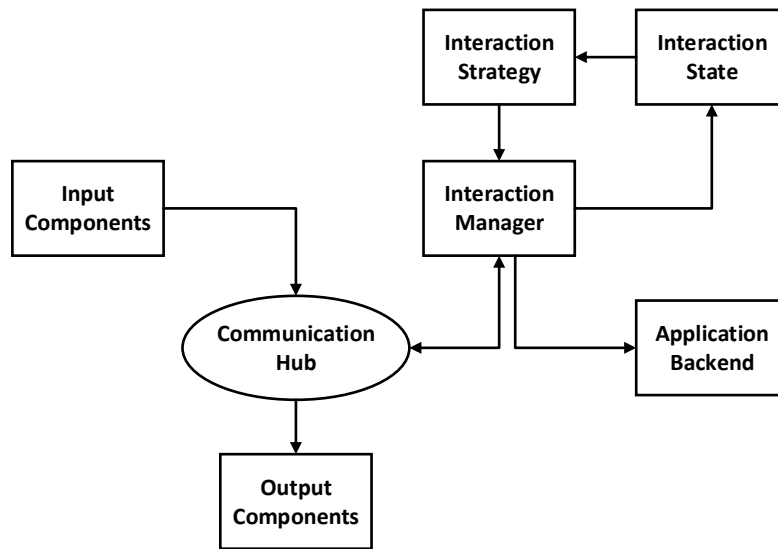 Interaction
Strategy
Interaction
State
Input
Components
Interaction
Manager
Communication
Hub
Application
Backend
Output
Components